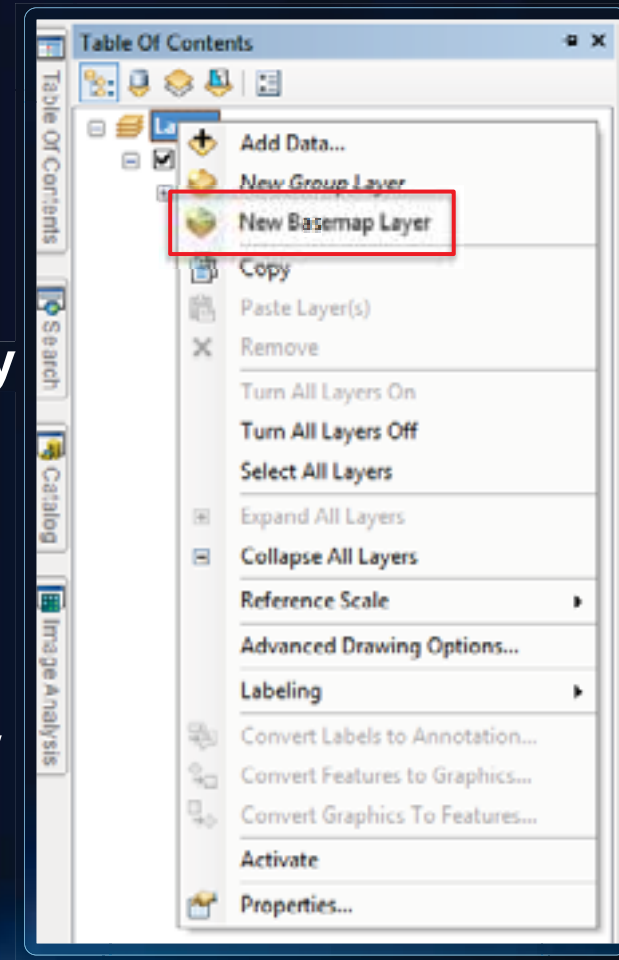 Table Of Contents
Table Of Contents
Search
Catalog
Image Analysis
La
Add Data...
New Group Layer
New Basemap Layer
Copy
Paste Layer(s)
Remove
Turn All Layers On
Turn All Layers Off
Select All Layers
Expand All Layers
Collapse All Layers
Reference Scale
Advanced Drawing Options...
Labeling
Convert Labels to Annotation...
Convert Features to Graphics...
Convert Graphics To Features...
Activate
Properties...
y